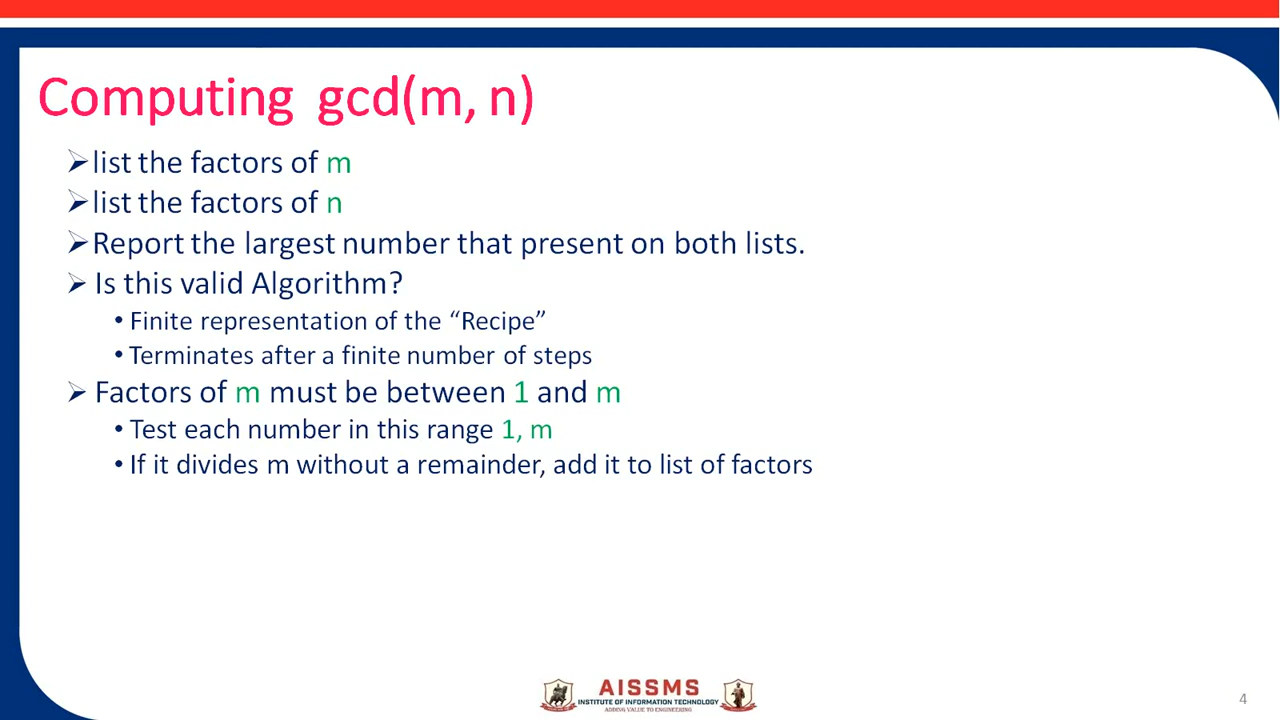 Computing gcd(m, n)
➢list the factors of m
➢list the factors of n
➢Report the largest number that present on both lists.
➢ Is this valid Algorithm?
• Finite representation of the “Recipe”
• Terminates after a finite number of steps
➢ Factors of m must be between 1 and m
• Test each number in this range 1, m
• If it divides m without a remainder, add it to list of factors
AISSMS
INSTITUTE OF INFORMATION TECHNOLOGY
ADDING VALUE TO ENGINEERING
4